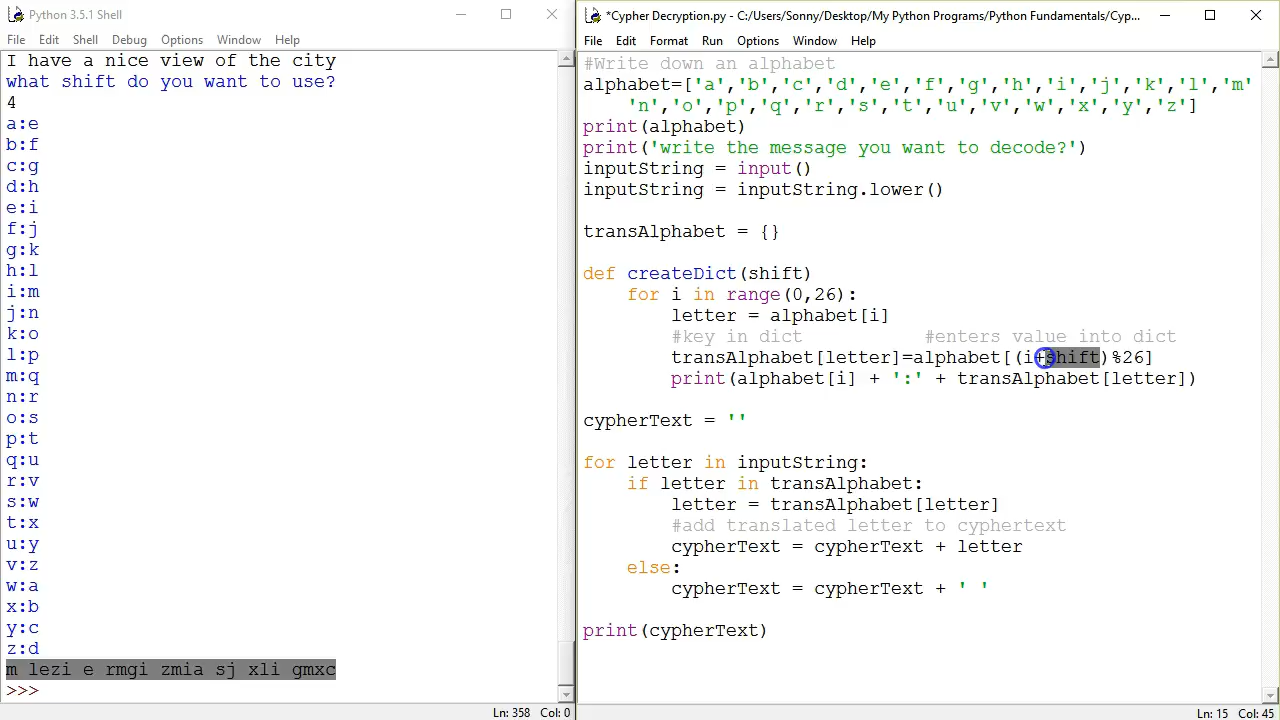 Python 3.5.1 Shell
File Edit Shell Debug Options Window Help
I have a nice view of the city
what shift do you want to use?
4
a:e
b:f
c:g
d:h
e:i
f:j
g:k
h:l
i:m
j:n
k:o
l:p
m:q
n:r
o:s
p:t
q:u
r:v
s:w
t:x
u:y
v:z
w:a
x:b
y:c
z:d
m lezi e rmgi zmia sj xli gmxc
>>>
Ln: 358 Col: 0
*Cypher Decryption.py - C:/Users/Sonny/Desktop/My Python Programs/Python Fundamentals/Cyp...
File Edit Format Run Options Window Help
#Write down an alphabet
alphabet=['a','b','c','d','e','f','g','h','i','j','k','l','m'
'n','o','p','q','r','s','t','u','v','w','x','y','z']
print(alphabet)
print('write the message you want to decode?')
inputString = input()
inputString = inputString.lower()
transAlphabet = {}
def createDict(shift)
for i in range(0,26):
letter = alphabet[i]
#key in dict #enters value into dict
transAlphabet[letter]=alphabet[(i+shift)%26]
print(alphabet[i] + ':' + transAlphabet[letter])
cypherText = ''
for letter in inputString:
if letter in transAlphabet:
letter = transAlphabet[letter]
#add translated letter to cyphertext
cypherText = cypherText + letter
else:
cypherText = cypherText + ' '
print(cypherText)
Ln: 15 Col: 45